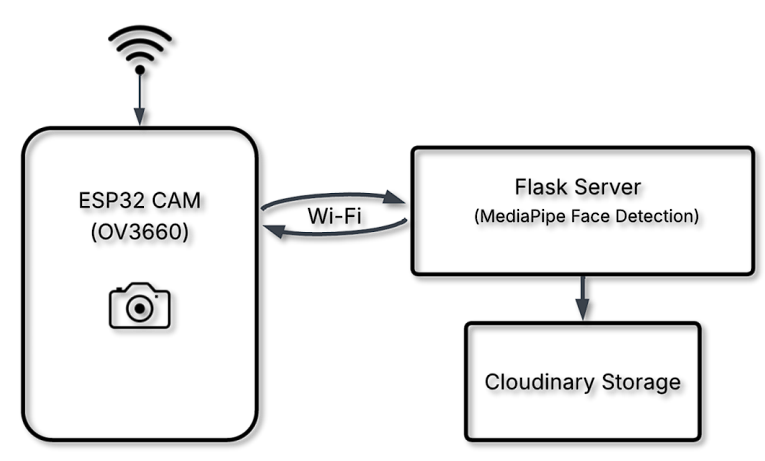 ESP32 CAM
(OV3660)
Wi-Fi
Flask Server
(MediaPipe Face Detection)
Cloudinary Storage